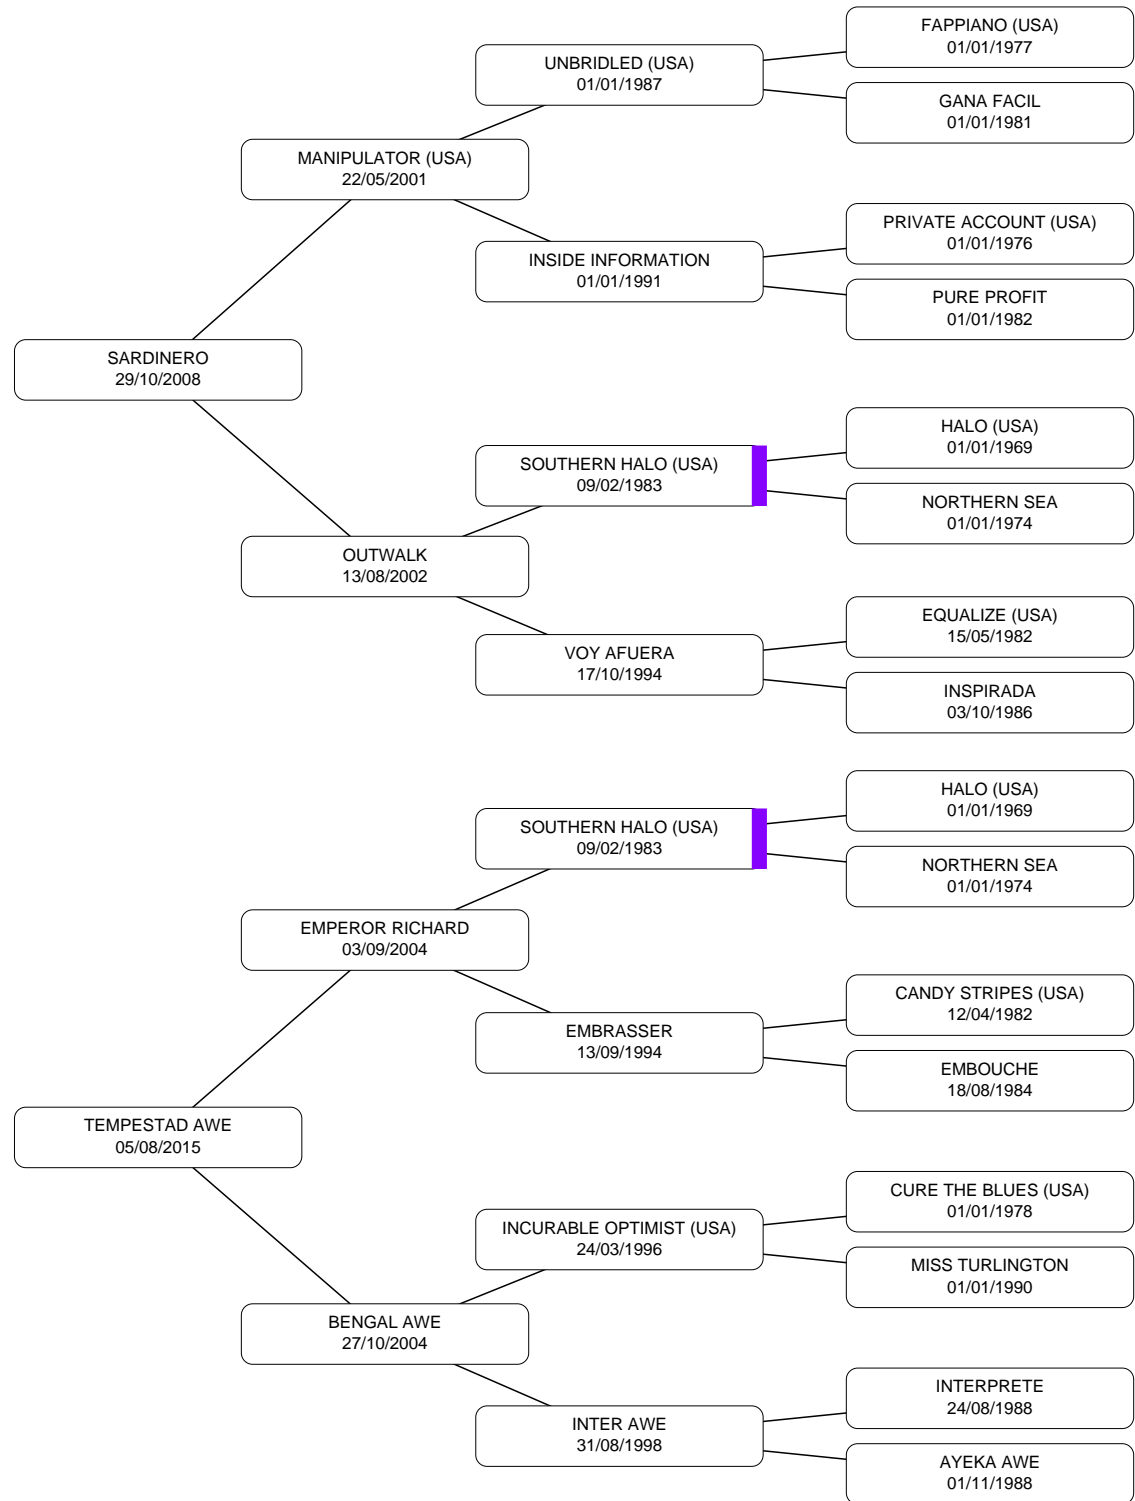 FAPPIANO (USA)
01/01/1977
UNBRIDLED (USA)
01/01/1987
GANA FACIL
01/01/1981
MANIPULATOR (USA)
22/05/2001
PRIVATE ACCOUNT (USA)
01/01/1976
INSIDE INFORMATION
01/01/1991
PURE PROFIT
01/01/1982
SARDINERO
29/10/2008
HALO (USA)
01/01/1969
SOUTHERN HALO (USA)
09/02/1983
NORTHERN SEA
01/01/1974
OUTWALK
13/08/2002
EQUALIZE (USA)
15/05/1982
VOY AFUERA
17/10/1994
INSPIRADA
03/10/1986
HALO (USA)
01/01/1969
SOUTHERN HALO (USA)
09/02/1983
NORTHERN SEA
01/01/1974
EMPEROR RICHARD
03/09/2004
CANDY STRIPES (USA)
12/04/1982
EMBRASSER
13/09/1994
EMBOUCHE
18/08/1984
TEMPESTAD AWE
05/08/2015
CURE THE BLUES (USA)
01/01/1978
INCURABLE OPTIMIST (USA)
24/03/1996
MISS TURLINGTON
01/01/1990
BENGAL AWE
27/10/2004
INTERPRETE
24/08/1988
INTER AWE
31/08/1998
AYEKA AWE
01/11/1988